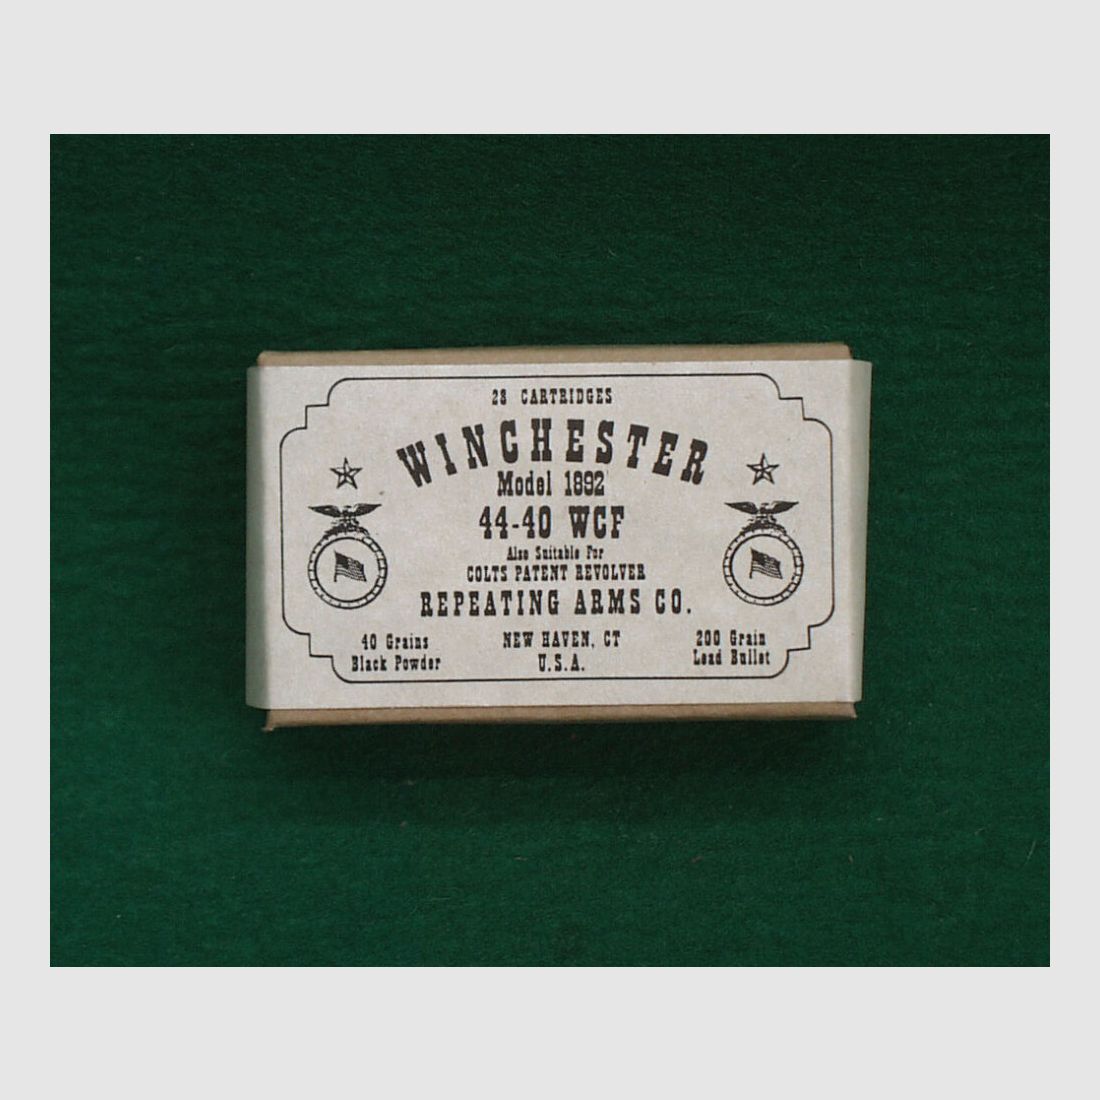 28 CARTRIDGES
WINCHESTER
Model 1892
44-40 WCF
Also Suitable For
COLTS PATENT REVOLVER
REPEATING ARMS CO.
40 Grains
Black Powder
NEW HAVEN, CT
U.S.A.
200 Grain
Lead Bullet